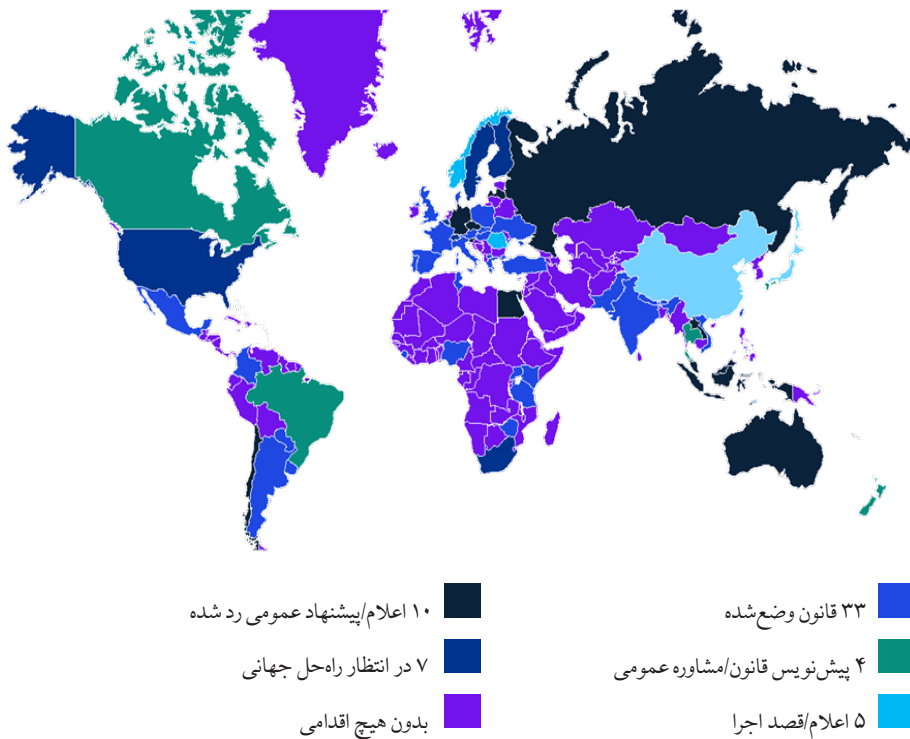 ۳۳ قانون وضع‌شده
۱۰ اعلام/پیشنهاد عمومی رد شده
۴ پیش‌نویس قانون/مشاوره عمومی
۷ در انتظار راه‌حل جهانی
۵ اعلام/قصد اجرا
بدون هیچ اقدامی